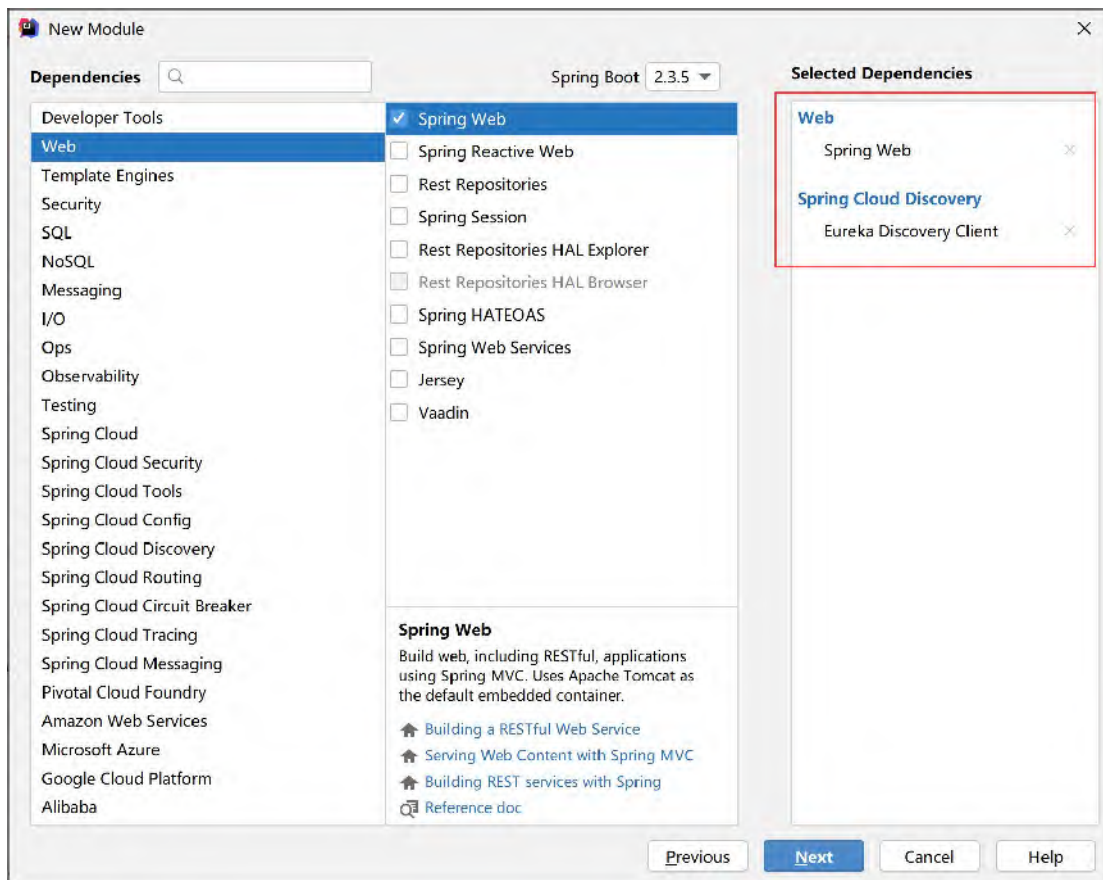 New Module
Dependencies
Spring Boot 2.3.5
Selected Dependencies
Developer Tools
Web
Template Engines
Security
SQL
NoSQL
Messaging
I/O
Ops
Observability
Testing
Spring Cloud
Spring Cloud Security
Spring Cloud Tools
Spring Cloud Config
Spring Cloud Discovery
Spring Cloud Routing
Spring Cloud Circuit Breaker
Spring Cloud Tracing
Spring Cloud Messaging
Pivotal Cloud Foundry
Amazon Web Services
Microsoft Azure
Google Cloud Platform
Alibaba
Spring Web
Spring Reactive Web
Rest Repositories
Spring Session
Rest Repositories HAL Explorer
Rest Repositories HAL Browser
Spring HATEOAS
Spring Web Services
Jersey
Vaadin
Spring Web
Build web, including RESTful, applications
using Spring MVC. Uses Apache Tomcat as
the default embedded container.
Building a RESTful Web Service
Serving Web Content with Spring MVC
Building REST services with Spring
Reference doc
Web
Spring Web
Spring Cloud Discovery
Eureka Discovery Client
Previous
Next
Cancel
Help